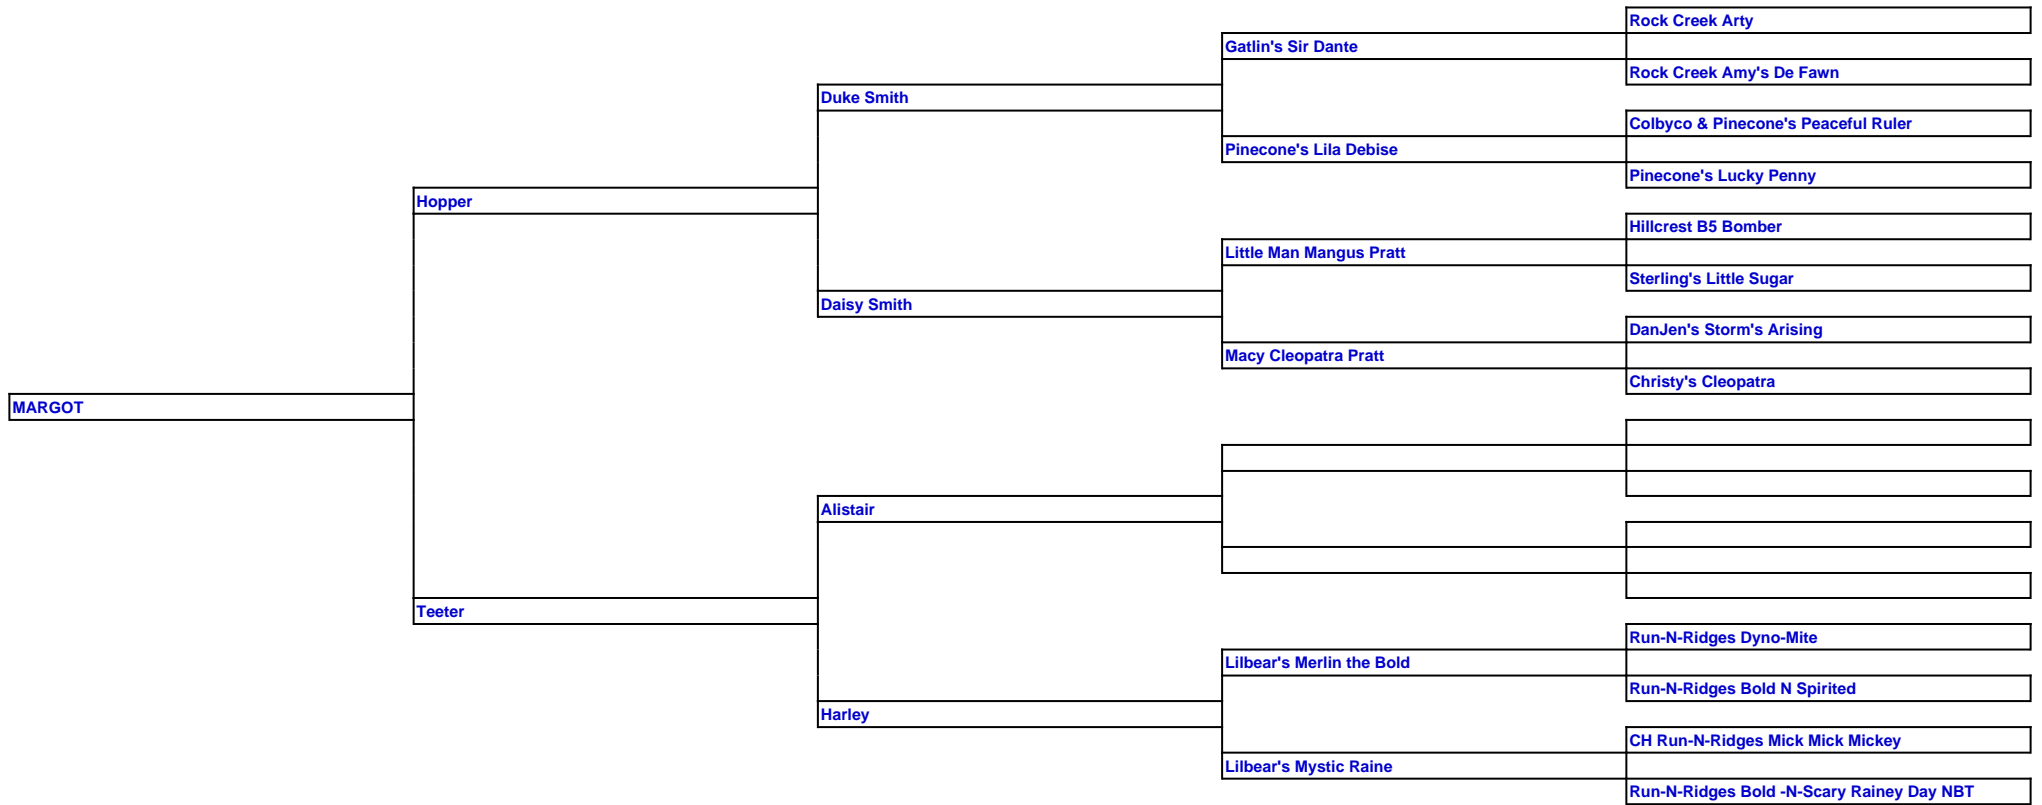 Rock Creek Arty
Gatlin's Sir Dante
Rock Creek Amy's De Fawn
Duke Smith
Colbyco & Pinecone's Peaceful Ruler
Pinecone's Lila Debise
Pinecone's Lucky Penny
Hopper
Hillcrest B5 Bomber
Little Man Mangus Pratt
Sterling's Little Sugar
Daisy Smith
DanJen's Storm's Arising
Macy Cleopatra Pratt
Christy's Cleopatra
MARGOT
Alistair
Teeter
Run-N-Ridges Dyno-Mite
Lilbear's Merlin the Bold
Run-N-Ridges Bold N Spirited
Harley
CH Run-N-Ridges Mick Mick Mickey
Lilbear's Mystic Raine
Run-N-Ridges Bold -N-Scary Rainey Day NBT